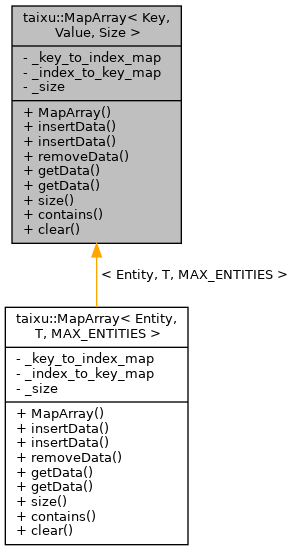 taixu::MapArray< Key,
Value, Size >
- _key_to_index_map
- _index_to_key_map
- _size
+ MapArray()
+ insertData()
+ insertData()
+ removeData()
+ getData()
+ getData()
+ size()
+ contains()
+ clear()
< Entity, T, MAX_ENTITIES >
taixu::MapArray< Entity,
T, MAX_ENTITIES >
- _key_to_index_map
- _index_to_key_map
- _size
+ MapArray()
+ insertData()
+ insertData()
+ removeData()
+ getData()
+ getData()
+ size()
+ contains()
+ clear()